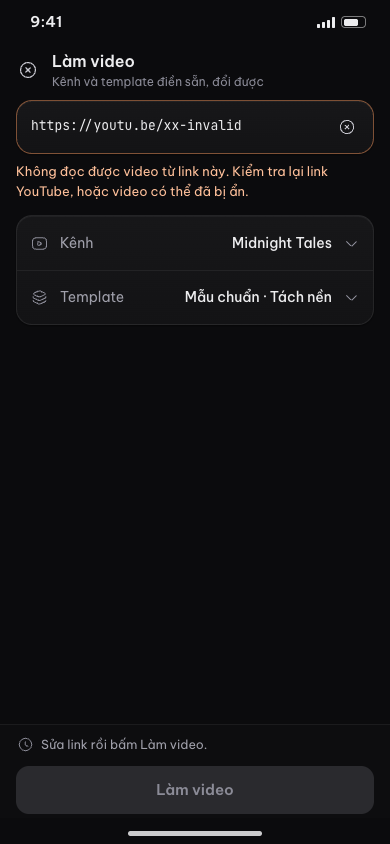 9:41
Làm video
Kênh và template điền sẵn, đổi được
https://youtu.be/xx-invalid
Không đọc được video từ link này. Kiểm tra lại link
YouTube, hoặc video có thể đã bị ẩn.
Kênh
Midnight Tales
Template
Mẫu chuẩn · Tách nền
Sửa link rồi bấm Làm video.
Làm video